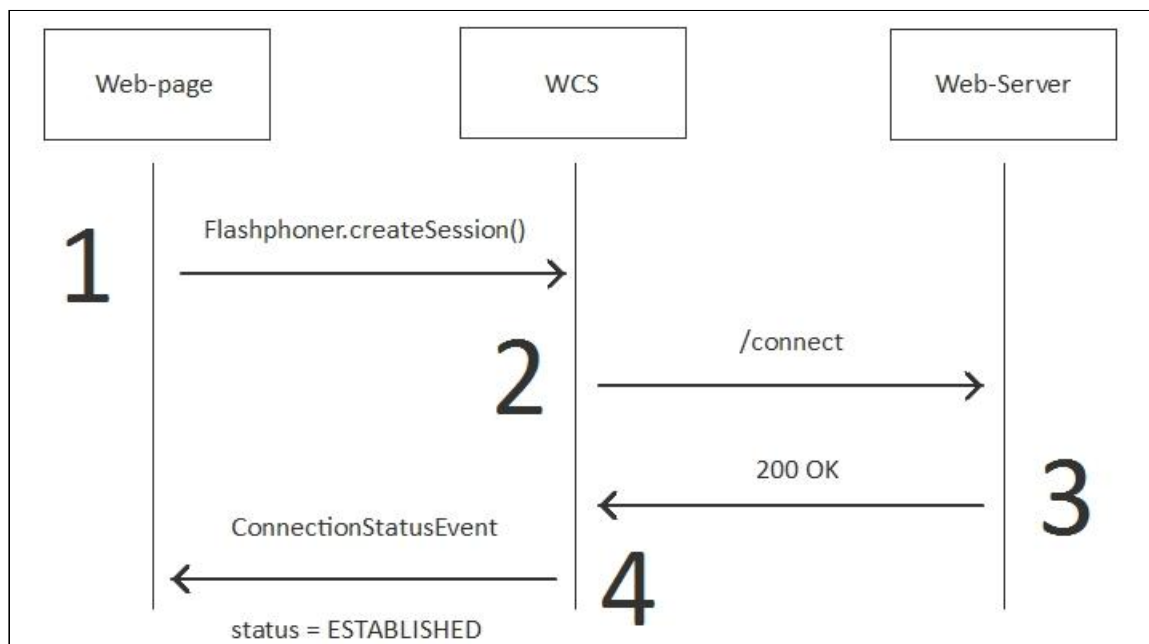 Web-page
WCS
Web-Server
1
Flashphoner.createSession()
2
/connect
200 OK
3
ConnectionStatusEvent
4
status = ESTABLISHED